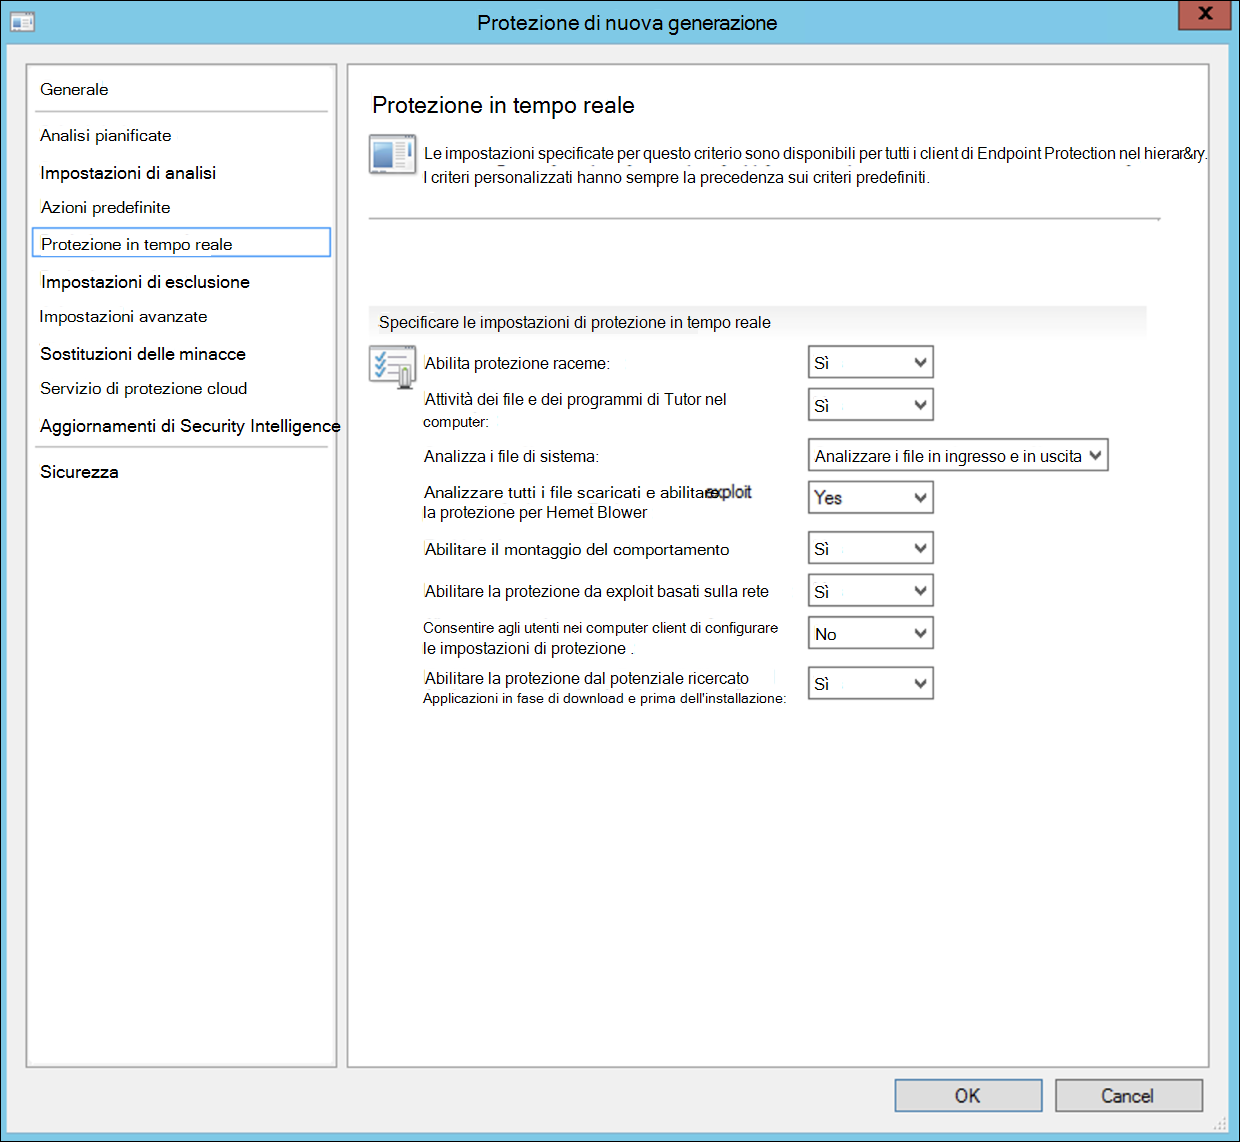 Protezione di nuova generazione
x
Generale
Analisi pianificate
Impostazioni di analisi
Azioni predefinite
Protezione in tempo reale
Impostazioni di esclusione
Impostazioni avanzate
Sostituzioni delle minacce
Servizio di protezione cloud
Aggiornamenti di Security Intelligence
Sicurezza
Protezione in tempo reale
Le impostazioni specificate per questo criterio sono disponibili per tutti i client di Endpoint Protection nel hierar&ry.
I criteri personalizzati hanno sempre la precedenza sui criteri predefiniti.
Specificare le impostazioni di protezione in tempo reale
Abilita protezione raceme: Sì
Attività dei file e dei programmi di Tutor nel
computer: Sì
Analizza i file di sistema: Analizzare i file in ingresso e in uscita
Analizzare tutti i file scaricati e abilitare exploit
la protezione per Hemet Blower Yes
Abilitare il montaggio del comportamento Sì
Abilitare la protezione da exploit basati sulla rete Sì
Consentire agli utenti nei computer client di configurare
le impostazioni di protezione . No
Abilitare la protezione dal potenziale ricercato
Applicazioni in fase di download e prima dell'installazione: Sì
OK Cancel